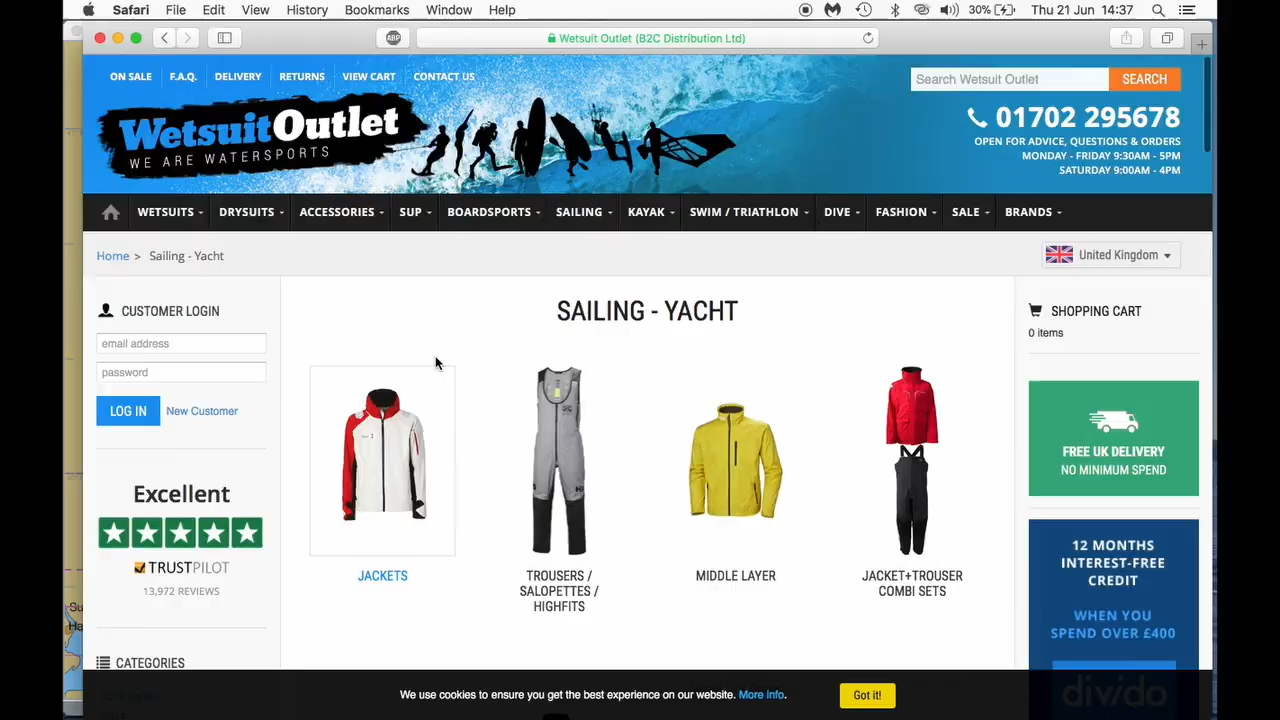 Safari File Edit View History Bookmarks Window Help 30% Thu 21 Jun 14:37
ABP Wetsuit Outlet (B2C Distribution Ltd)
ON SALE F.A.Q. DELIVERY RETURNS VIEW CART CONTACT US
Search Wetsuit Outlet SEARCH
WetsuitOutlet
WE ARE WATERSPORTS
01702 295678
OPEN FOR ADVICE, QUESTIONS & ORDERS
MONDAY - FRIDAY 9:30AM - 5PM
SATURDAY 9:00AM - 4PM
WETSUITS DRYSUITS ACCESSORIES SUP BOARDSPORTS SAILING KAYAK SWIM / TRIATHLON DIVE FASHION SALE BRANDS
Home > Sailing - Yacht
United Kingdom
CUSTOMER LOGIN
email address
password
LOG IN New Customer
Excellent
TRUSTPILOT
13,972 REVIEWS
CATEGORIES
SAILING - YACHT
JACKETS
TROUSERS /
SALOPETTES /
HIGHFITS
MIDDLE LAYER
JACKET+TROUSER
COMBI SETS
SHOPPING CART
0 items
FREE UK DELIVERY
NO MINIMUM SPEND
12 MONTHS
INTEREST-FREE
CREDIT
WHEN YOU
SPEND OVER £400
divido
We use cookies to ensure you get the best experience on our website. More info. Got it!
Su
Ha